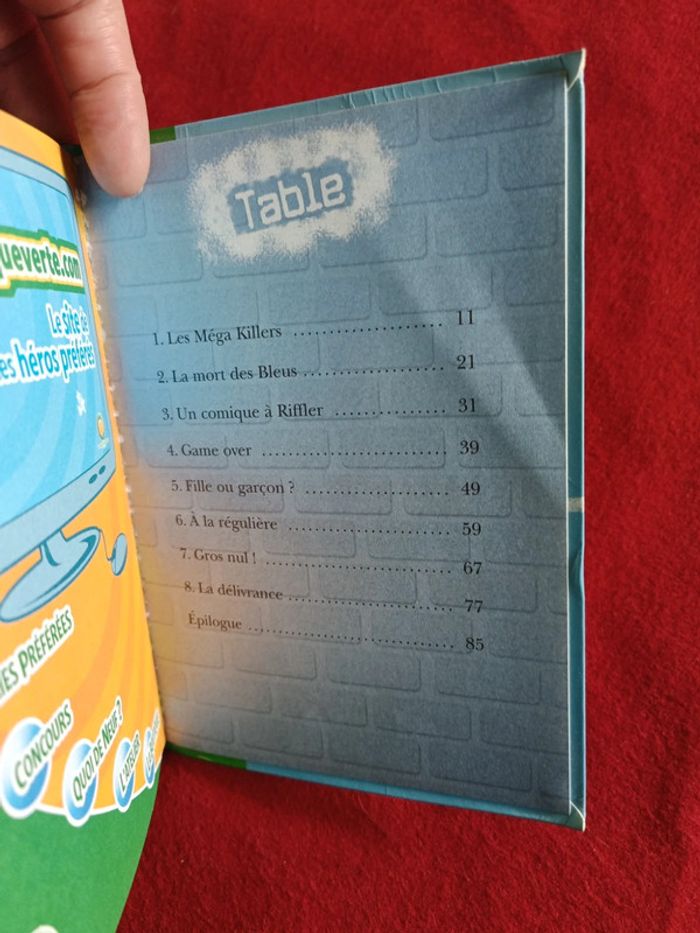 ueverte.com
Le site de
es héros préférés
IES PRÉFÉRÉES
CONCOURS
QUOI DE NEUF ?
Table
1. Les Méga Killers .................... 11
2. La mort des Bleus .................... 21
3. Un comique à Riffler ............... 31
4. Game over .......................... 39
5. Fille ou garçon ? .................... 49
6. À la régulière ....................... 59
7. Gros nul ! .......................... 67
8. La délivrance ....................... 77
Épilogue ............................ 85